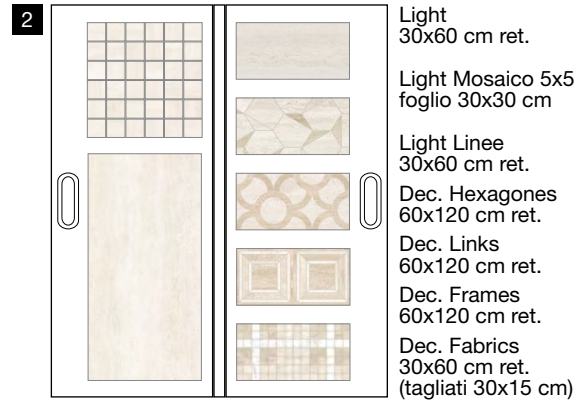 2
Light
30x60 cm ret.
Light Mosaico 5x5
foglio 30x30 cm
Light Linee
30x60 cm ret.
Dec. Hexagones
60x120 cm ret.
Dec. Links
60x120 cm ret.
Dec. Frames
60x120 cm ret.
Dec. Fabrics
30x60 cm ret.
(tagliati 30x15 cm)